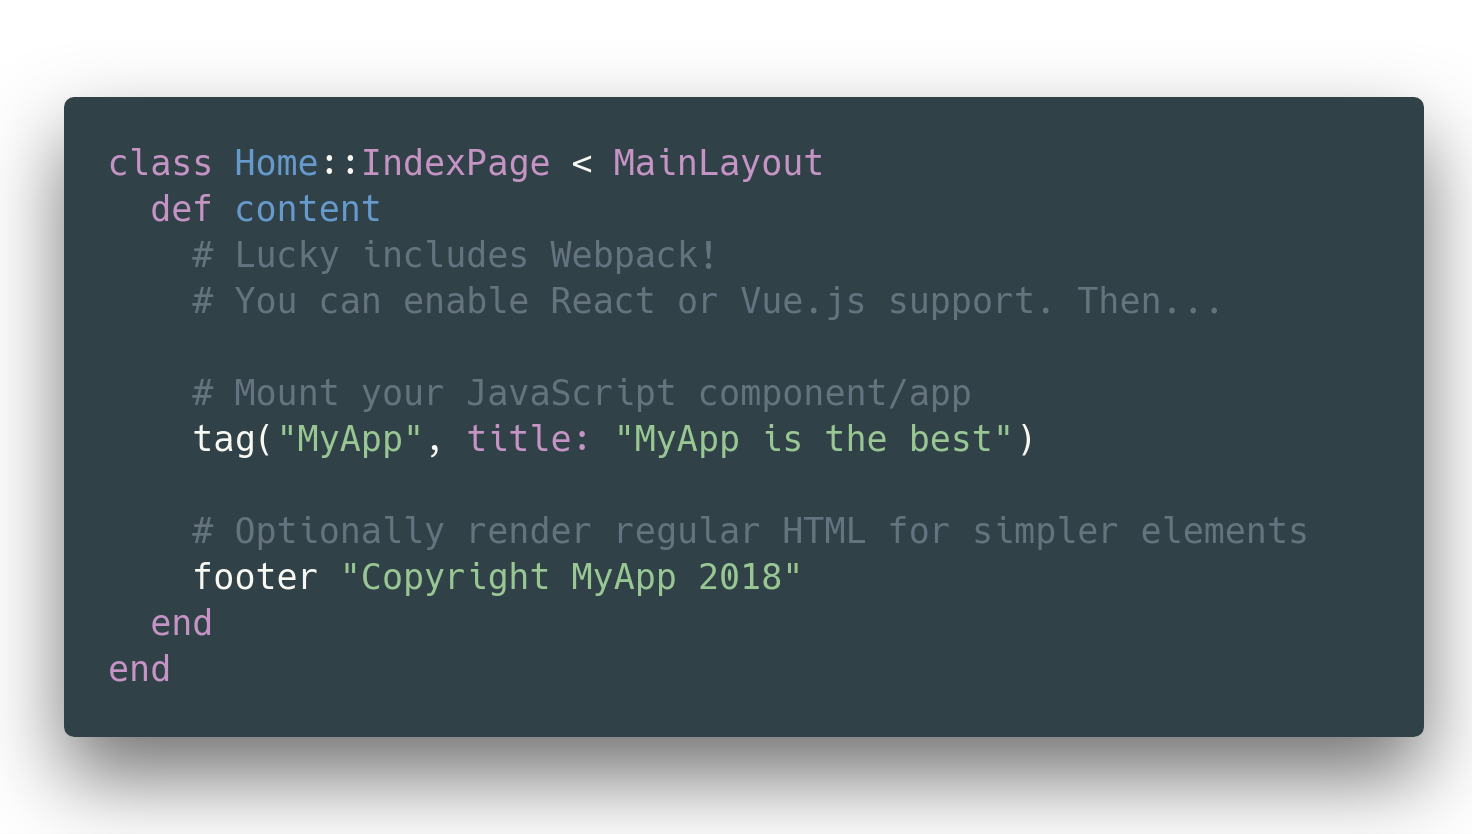 class Home::IndexPage < MainLayout
  def content
    # Lucky includes Webpack!
    # You can enable React or Vue.js support. Then...

    # Mount your JavaScript component/app
    tag("MyApp", title: "MyApp is the best")

    # Optionally render regular HTML for simpler elements
    footer "Copyright MyApp 2018"
  end
end